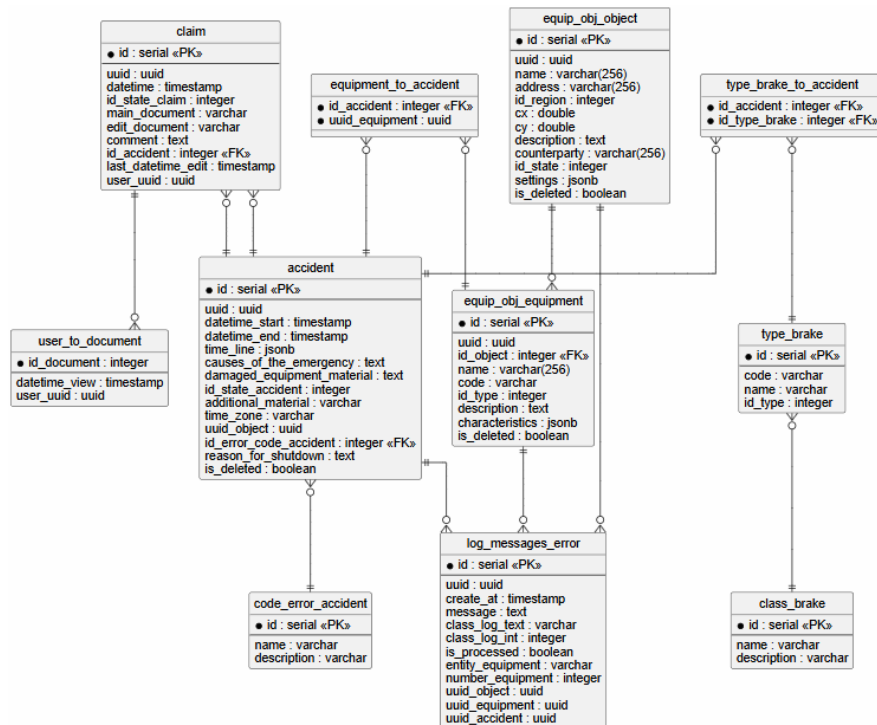 claim
● id : serial «PK»
uuid : uuid
datetime : timestamp
id_state_claim : integer
main_document : varchar
edit_document : varchar
comment : text
id_accident : integer «FK»
last_datetime_edit : timestamp
user_uuid : uuid
equipment_to_accident
● id_accident : integer «FK»
● uuid_equipment : uuid
equip_obj_object
● id : serial «PK»
uuid : uuid
name : varchar(256)
address : varchar(256)
id_region : integer
cx : double
cy : double
description : text
counterparty : varchar(256)
id_state : integer
settings : jsonb
is_deleted : boolean
type_brake_to_accident
● id_accident : integer «FK»
● id_type_brake : integer «FK»
user_to_document
● id_document : integer
datetime_view : timestamp
user_uuid : uuid
accident
● id : serial «PK»
uuid : uuid
datetime_start : timestamp
datetime_end : timestamp
time_line : jsonb
causes_of_the_emergency : text
damaged_equipment_material : text
id_state_accident : integer
additional_material : varchar
time_zone : varchar
uuid_object : uuid
id_error_code_accident : integer «FK»
reason_for_shutdown : text
is_deleted : boolean
equip_obj_equipment
● id : serial «PK»
uuid : uuid
id_object : integer «FK»
name : varchar(256)
code : varchar
id_type : integer
description : text
characteristics : jsonb
is_deleted : boolean
type_brake
● id : serial «PK»
code : varchar
name : varchar
id_type : integer
code_error_accident
● id : serial «PK»
name : varchar
description : varchar
log_messages_error
● id : serial «PK»
uuid : uuid
create_at : timestamp
message : text
class_log_text : varchar
class_log_int : integer
is_processed : boolean
entity_equipment : varchar
number_equipment : integer
uuid_object : uuid
uuid_equipment : uuid
uuid_accident : uuid
class_brake
● id : serial «PK»
name : varchar
description : varchar